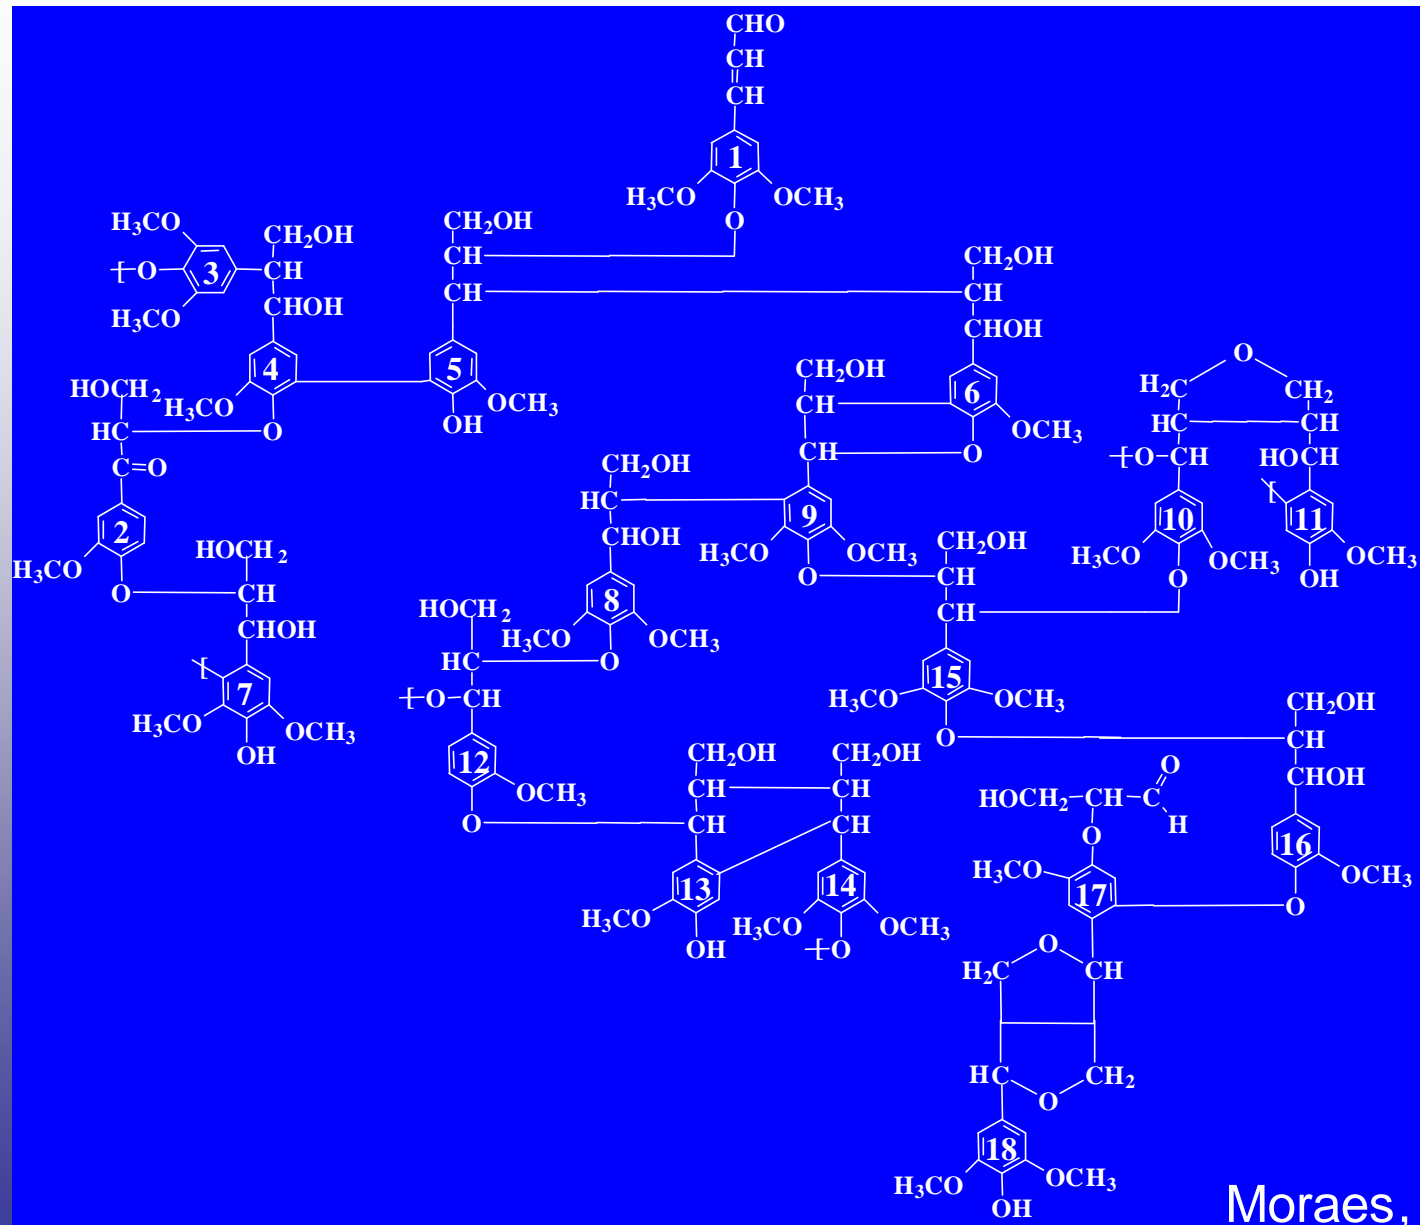 CHO
CH
CH
1
H₃CO OCH₃
O
H₃CO CH₂OH CH₂OH
O 3 CH CH CH₂OH
H₃CO CHOH CH CH
CHOH
4 5 CH₂OH 6 O
HOCH₂ H₃CO OCH₃ CH OCH₃ H₂C CH₂
HC O OH CH O HC CH
C=O CH₂OH O CH HOCH
2 HC 9 10 11
H₃CO HOCH₂ CHOH H₃CO OCH₃ CH₂OH H₃CO OCH₃ OCH₃
O CH 8 O CH O OH
CHOH HOCH₂ H₃CO OCH₃ CH
7 HC O 15
H₃CO OCH₃ O CH H₃CO OCH₃ CH₂OH
OH 12 CH₂OH CH₂OH O CH
OCH₃ CH CH HOCH₂ CH C O H CHOH
O CH CH O 16
13 14 H₃CO 17 OCH₃
H₃CO H₃CO OCH₃ O
OH O O
H₂C CH
HC CH₂
O
18
H₃CO OCH₃
OH
Moraes.